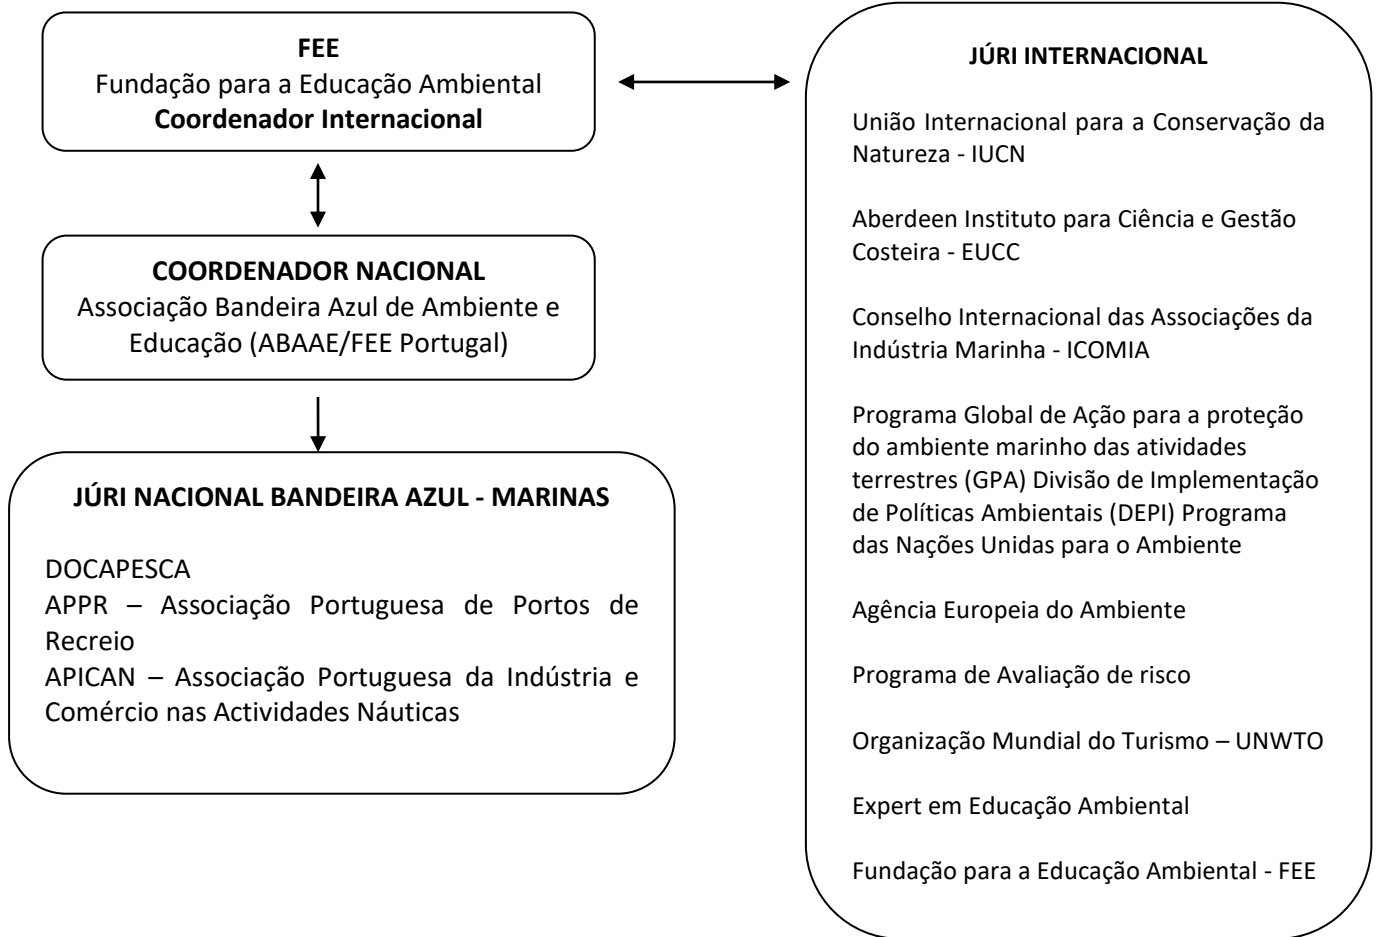 FEE
Fundação para a Educação Ambiental
Coordenador Internacional
COORDENADOR NACIONAL
Associação Bandeira Azul de Ambiente e
Educação (ABAAE/FEE Portugal)
JÚRI NACIONAL BANDEIRA AZUL - MARINAS
DOCAPESCA
APPR – Associação Portuguesa de Portos de
Recreio
APICAN – Associação Portuguesa da Indústria e
Comércio nas Actividades Náuticas
JÚRI INTERNACIONAL
União Internacional para a Conservação da
Natureza - IUCN
Aberdeen Instituto para Ciência e Gestão
Costeira - EUCC
Conselho Internacional das Associações da
Indústria Marinha - ICOMIA
Programa Global de Ação para a proteção
do ambiente marinho das atividades
terrestres (GPA) Divisão de Implementação
de Políticas Ambientais (DEPI) Programa
das Nações Unidas para o Ambiente
Agência Europeia do Ambiente
Programa de Avaliação de risco
Organização Mundial do Turismo – UNWTO
Expert em Educação Ambiental
Fundação para a Educação Ambiental - FEE